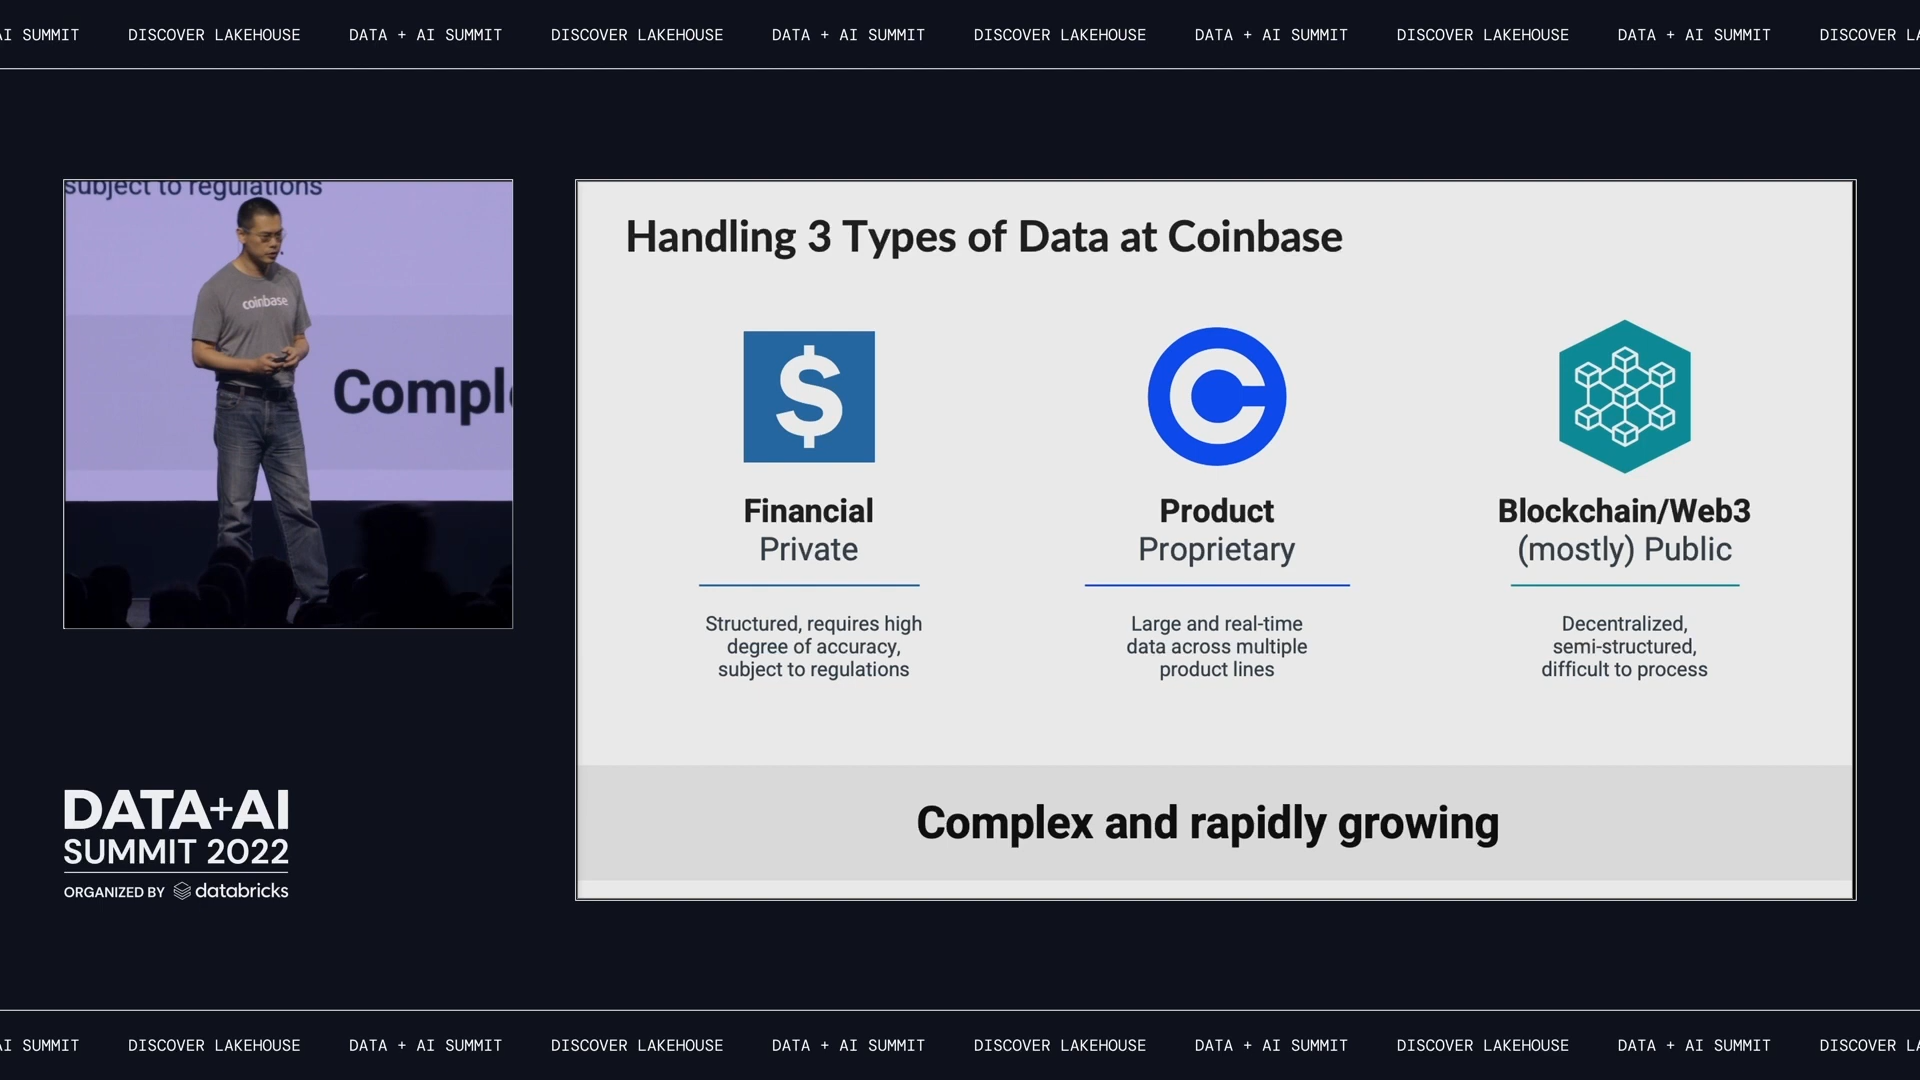 AI SUMMIT DISCOVER LAKEHOUSE DATA + AI SUMMIT DISCOVER LAKEHOUSE DATA + AI SUMMIT DISCOVER LAKEHOUSE DATA + AI SUMMIT DISCOVER LAKEHOUSE DATA + AI SUMMIT DISCOVER LA
subject to regulations
coinbase
Comple
DATA+AI
SUMMIT 2022
ORGANIZED BY databricks
Handling 3 Types of Data at Coinbase
$
Financial
Private
Structured, requires high
degree of accuracy,
subject to regulations
Product
Proprietary
Large and real-time
data across multiple
product lines
Blockchain/Web3
(mostly) Public
Decentralized,
semi-structured,
difficult to process
Complex and rapidly growing
AI SUMMIT DISCOVER LAKEHOUSE DATA + AI SUMMIT DISCOVER LAKEHOUSE DATA + AI SUMMIT DISCOVER LAKEHOUSE DATA + AI SUMMIT DISCOVER LAKEHOUSE DATA + AI SUMMIT DISCOVER LA